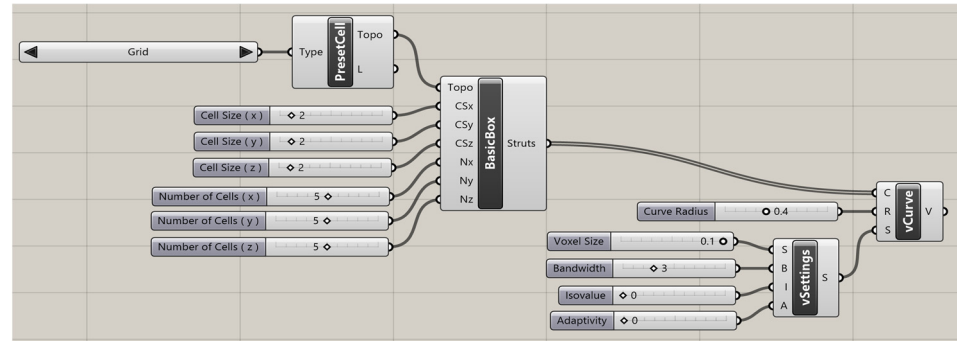 Grid
Type
PresetCell
Topo
L
Cell Size ( x )
2
Cell Size ( y )
2
Cell Size ( z )
2
Number of Cells ( x )
5
Number of Cells ( y )
5
Number of Cells ( z )
5
Topo
CSx
CSy
CSz
Nx
Ny
Nz
BasicBox
Struts
Curve Radius
0.4
Voxel Size
0.1
Bandwidth
3
Isovalue
0
Adaptivity
0
S
B
I
A
vSettings
S
C
R
S
vCurve
V